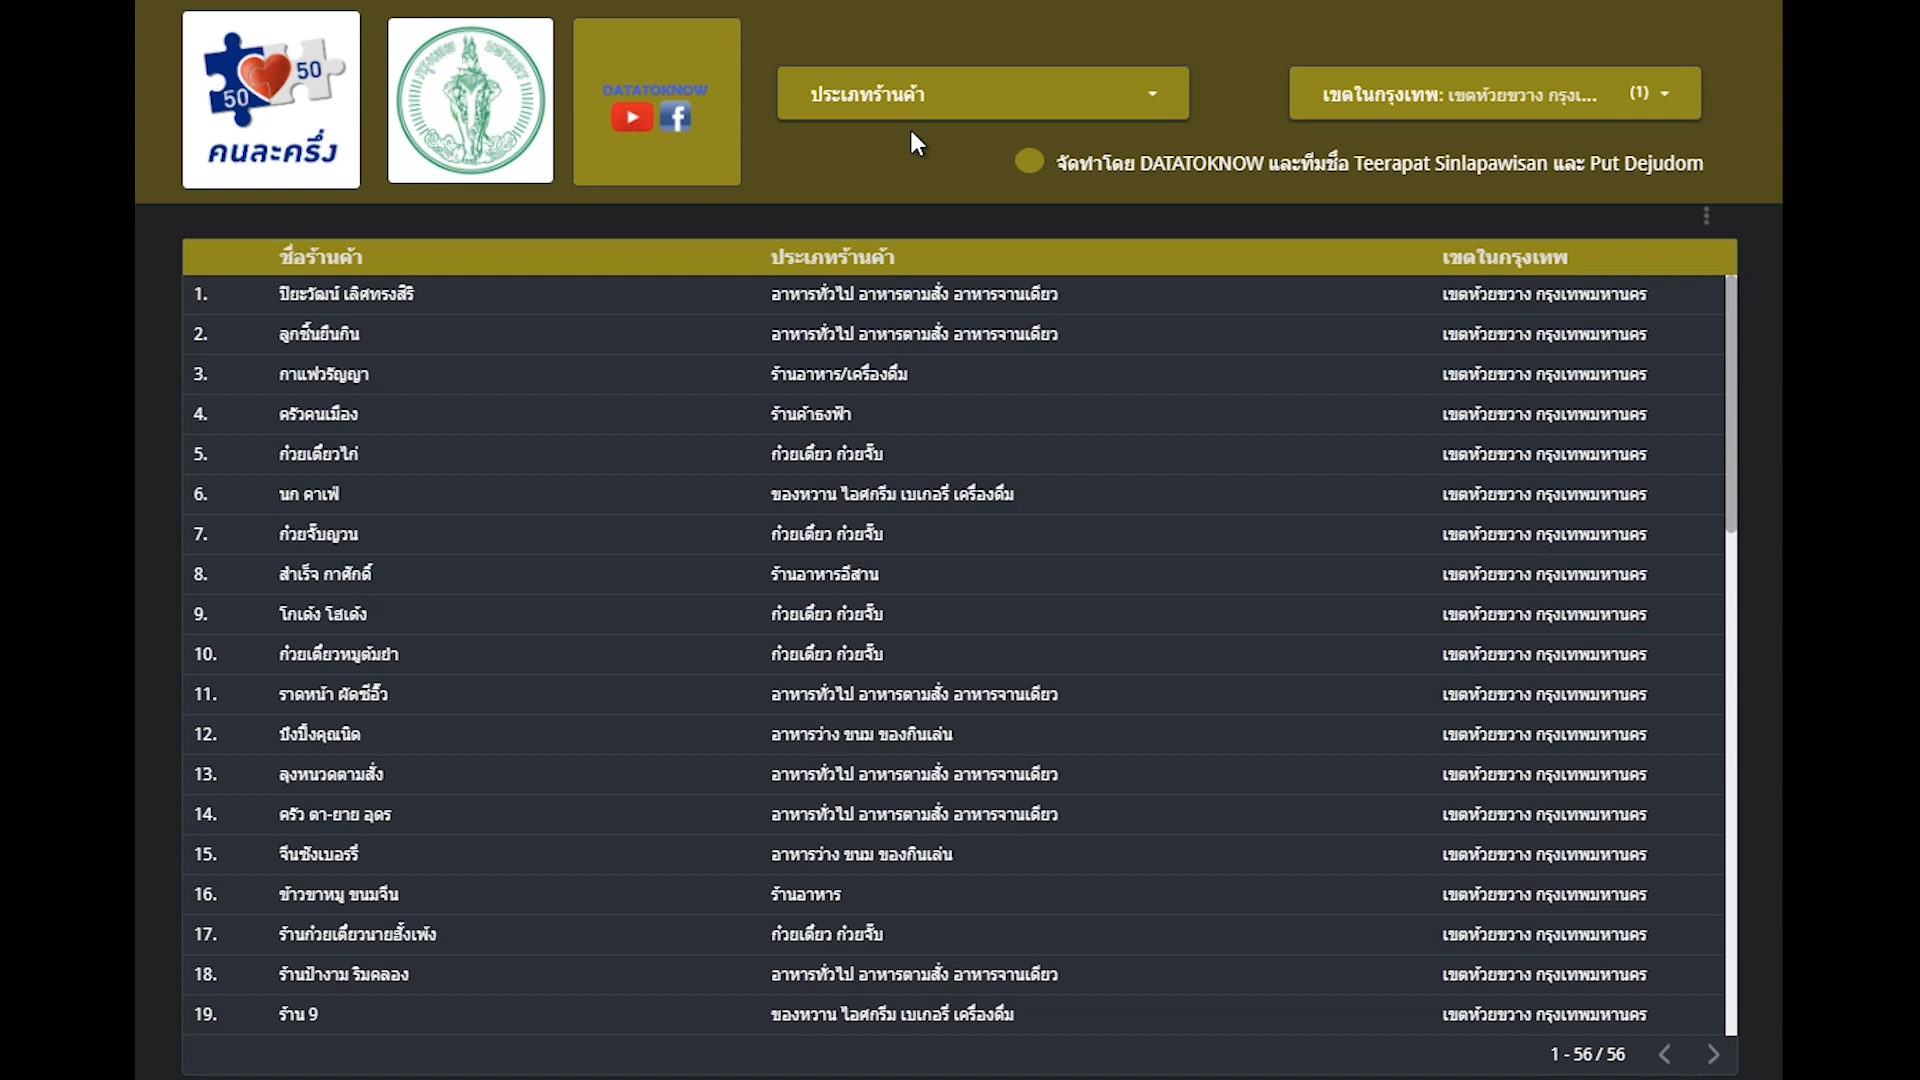 50
50
คนละครึ่ง
กรุงเทพมหานคร
DATATOKNOW
ประเภทร้านค้า
เขตในกรุงเทพ: เขตห้วยขวาง กรุงเ... (1)
จัดทำโดย DATATOKNOW และทีมชื่อ Teerapat Sinlapawisan และ Put Dejudom
ชื่อร้านค้า ประเภทร้านค้า เขตในกรุงเทพ
1. ปิยะวัฒน์ เลิศทรงสิริ อาหารทั่วไป อาหารตามสั่ง อาหารจานเดียว เขตห้วยขวาง กรุงเทพมหานคร
2. ลูกชิ้นยืนกิน อาหารทั่วไป อาหารตามสั่ง อาหารจานเดียว เขตห้วยขวาง กรุงเทพมหานคร
3. กาแฟวรัญญา ร้านอาหาร/เครื่องดื่ม เขตห้วยขวาง กรุงเทพมหานคร
4. ครัวคนเมือง ร้านค้าธงฟ้า เขตห้วยขวาง กรุงเทพมหานคร
5. ก๋วยเตี๋ยวไก่ ก๋วยเตี๋ยว ก๋วยจั๊บ เขตห้วยขวาง กรุงเทพมหานคร
6. นก คาเฟ่ ของหวาน ไอศกรีม เบเกอรี่ เครื่องดื่ม เขตห้วยขวาง กรุงเทพมหานคร
7. ก๋วยจั๊บญวน ก๋วยเตี๋ยว ก๋วยจั๊บ เขตห้วยขวาง กรุงเทพมหานคร
8. สำเร็จ กาศักดิ์ ร้านอาหารอีสาน เขตห้วยขวาง กรุงเทพมหานคร
9. โกเด้ง โฮเด้ง ก๋วยเตี๋ยว ก๋วยจั๊บ เขตห้วยขวาง กรุงเทพมหานคร
10. ก๋วยเตี๋ยวหมูต้มยำ ก๋วยเตี๋ยว ก๋วยจั๊บ เขตห้วยขวาง กรุงเทพมหานคร
11. ราดหน้า ผัดซีอิ๊ว อาหารทั่วไป อาหารตามสั่ง อาหารจานเดียว เขตห้วยขวาง กรุงเทพมหานคร
12. ปังปิ้งคุณนิด อาหารว่าง ขนม ของกินเล่น เขตห้วยขวาง กรุงเทพมหานคร
13. ลุงหนวดตามสั่ง อาหารทั่วไป อาหารตามสั่ง อาหารจานเดียว เขตห้วยขวาง กรุงเทพมหานคร
14. ครัว ตา-ยาย อุดร อาหารทั่วไป อาหารตามสั่ง อาหารจานเดียว เขตห้วยขวาง กรุงเทพมหานคร
15. จีนซังเบอร์รี่ อาหารว่าง ขนม ของกินเล่น เขตห้วยขวาง กรุงเทพมหานคร
16. ข้าวขาหมู ขนมจีน ร้านอาหาร เขตห้วยขวาง กรุงเทพมหานคร
17. ร้านก๋วยเตี๋ยวนายฮั้งเพ้ง ก๋วยเตี๋ยว ก๋วยจั๊บ เขตห้วยขวาง กรุงเทพมหานคร
18. ร้านป้างาม ริมคลอง อาหารทั่วไป อาหารตามสั่ง อาหารจานเดียว เขตห้วยขวาง กรุงเทพมหานคร
19. ร้าน 9 ของหวาน ไอศกรีม เบเกอรี่ เครื่องดื่ม เขตห้วยขวาง กรุงเทพมหานคร
1 - 56 / 56